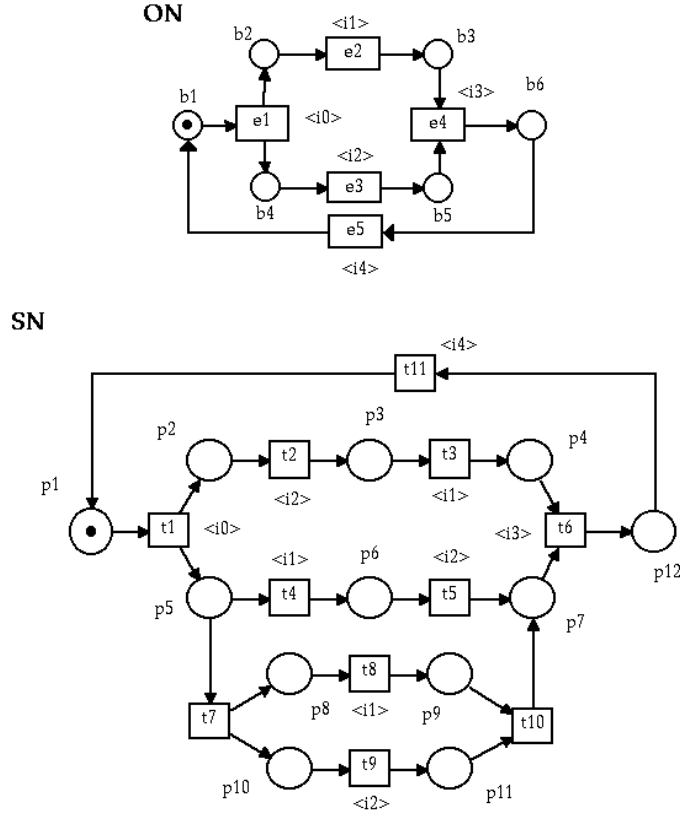 ON
<i1>
b2 b3
e2
b1 <i3> b6
e1 <i0> e4
<i2>
e3
b4 b5
e5
<i4>
SN
t11 <i4>
p2 p3 p4
t2 t3
p1 <i2> <i1>
t1 <i0> <i3> t6
<i1> p6 <i2>
p5 t4 t5 p7 p12
t8
t7 p8 <i1> p9 t10
t9
p10 <i2> p11